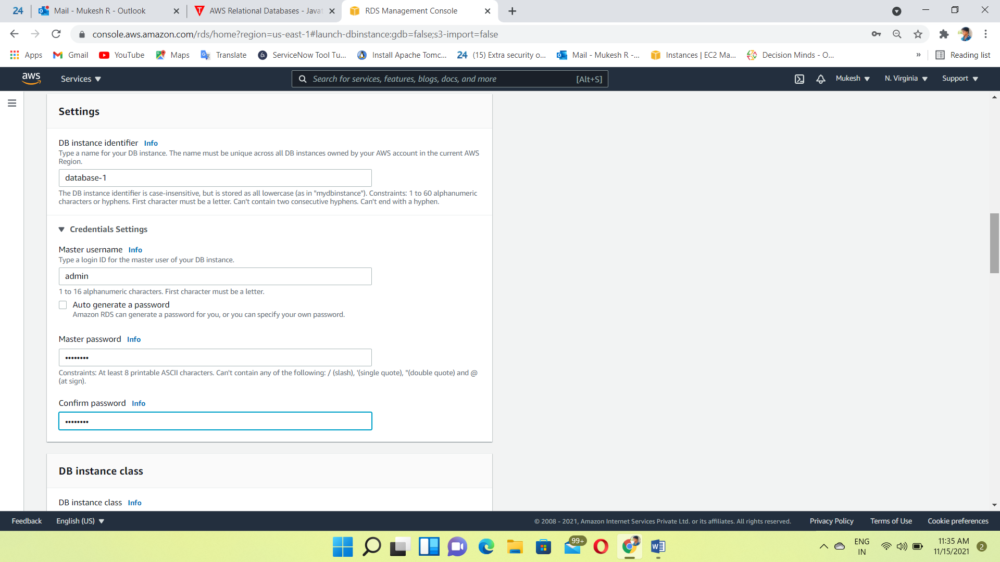 24
Mail - Mukesh R - Outlook
AWS Relational Databases - Javat
RDS Management Console
console.aws.amazon.com/rds/home?region=us-east-1#launch-dbinstance:gdb=false;s3-import=false
Apps
Gmail
YouTube
Maps
Translate
ServiceNow Tool Tu...
Install Apache Tomc...
24 (15) Extra security o...
Mail - Mukesh R -...
Instances | EC2 Ma...
Decision Minds - O...
»
Reading list
aws
Services
Search for services, features, blogs, docs, and more
[Alt+S]
Mukesh
N. Virginia
Support
Settings
DB instance identifier Info
Type a name for your DB instance. The name must be unique across all DB instances owned by your AWS account in the current AWS
Region.
database-1
The DB instance identifier is case-insensitive, but is stored as all lowercase (as in "mydbinstance"). Constraints: 1 to 60 alphanumeric
characters or hyphens. First character must be a letter. Can't contain two consecutive hyphens. Can't end with a hyphen.
Credentials Settings
Master username Info
Type a login ID for the master user of your DB instance.
admin
1 to 16 alphanumeric characters. First character must be a letter.
Auto generate a password
Amazon RDS can generate a password for you, or you can specify your own password.
Master password Info
••••••••
Constraints: At least 8 printable ASCII characters. Can't contain any of the following: / (slash), '(single quote), "(double quote) and @
(at sign).
Confirm password Info
••••••••
DB instance class
DB instance class Info
Feedback
English (US)
© 2008 - 2021, Amazon Internet Services Private Ltd. or its affiliates. All rights reserved.
Privacy Policy
Terms of Use
Cookie preferences
99+
ENG
IN
11:35 AM
11/15/2021
2